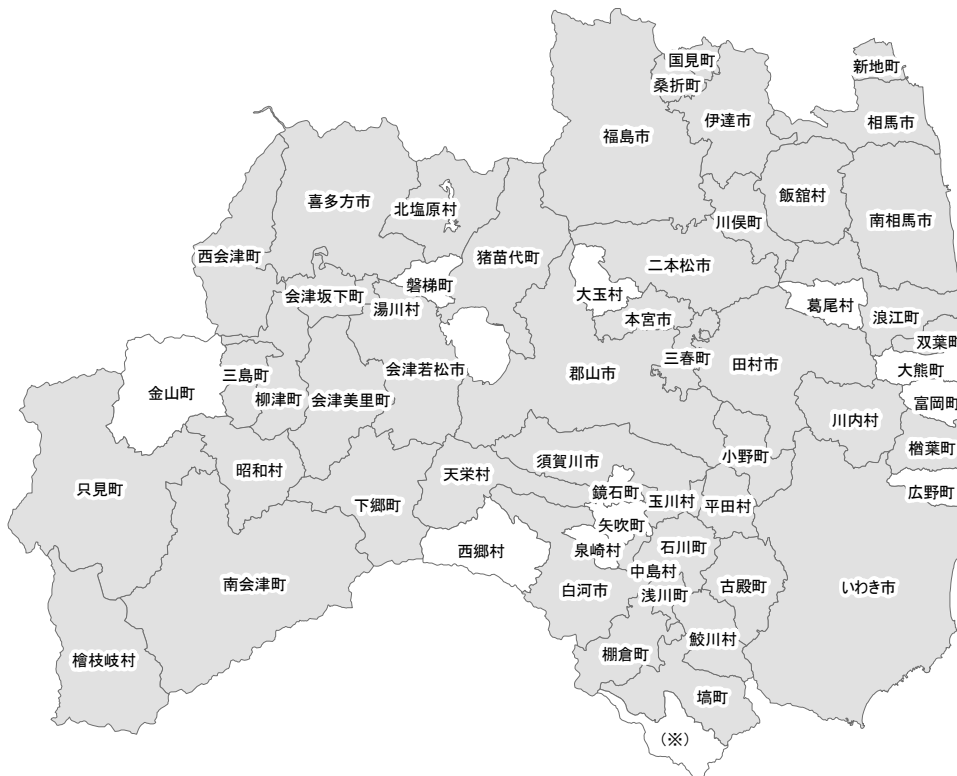 国見町
新地町
桑折町
伊達市
相馬市
福島市
飯舘村
喜多方市
北塩原村
川俣町
南相馬市
西会津町
猪苗代町
二本松市
磐梯町
会津坂下町
大玉村
葛尾村
湯川村
本宮市
浪江町
双葉町
三春町
田村市
会津若松市
大熊町
三島町
郡山市
金山町
柳津町
会津美里町
富岡町
川内村
楢葉町
小野町
須賀川市
昭和村
天栄村
只見町
広野町
鏡石町
玉川村
平田村
下郷町
矢吹町
西郷村
泉崎村
石川町
中島村
南会津町
白河市
浅川町
古殿町
いわき市
鮫川村
棚倉町
檜枝岐村
塙町
(※)